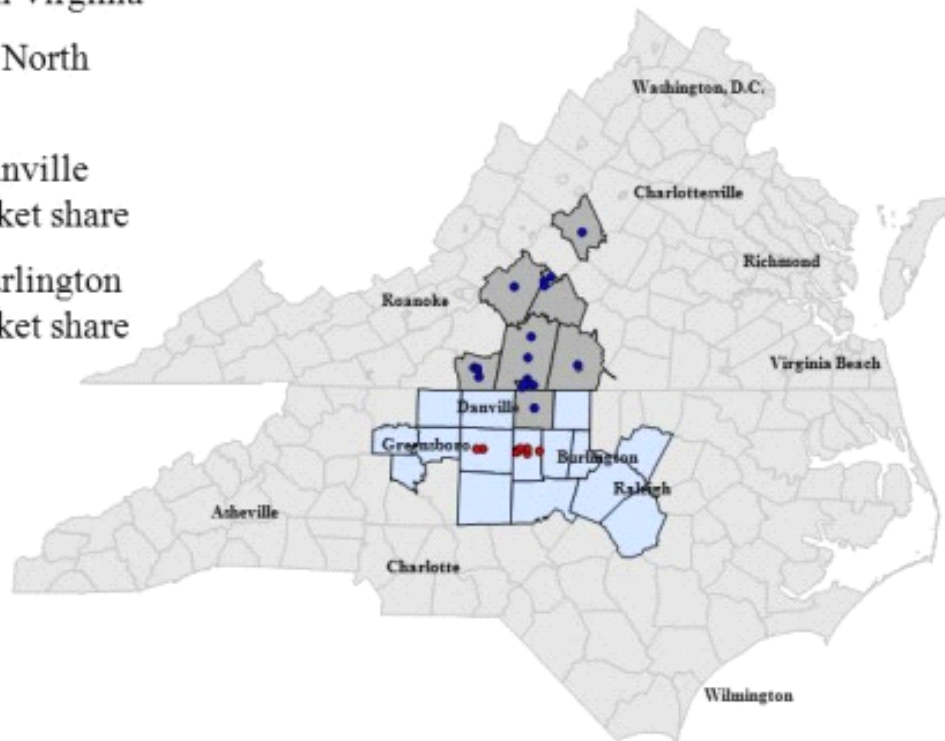 Virginia
North
nville
ket share
rlington
ket share
Washington, D.C.
Charlottesville
Richmond
Roanoke
Virginia Beach
Danville
Greensboro
Burlington
Raleigh
Asheville
Charlotte
Wilmington